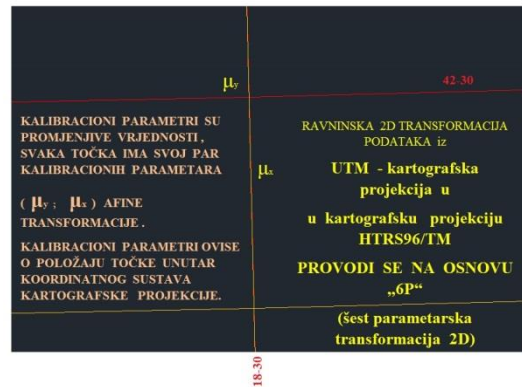 μy
42-30
KALIBRACIONI PARAMETRI SU
PROMJENJIVE VRJEDNOSTI ,
SVAKA TOČKA IMA SVOJ PAR
KALIBRACIONIH PARAMETARA
( μy ; μx ) AFINE
TRANSFORMACIJE .
KALIBRACIONI PARAMETRI OVISE
O POLOŽAJU TOČKE UNUTAR
KOORDINATNOG SUSTAVA
KARTOGRAFSKE PROJEKCIJE.
μx
RAVNINSKA 2D TRANSFORMACIJA
PODATAKA iz
UTM - kartografska
projekcija u
u kartografsku projekciju
HTRS96/TM
PROVODI SE NA OSNOVU
„6P“
(šest parametarska
transformacija 2D)
18-30